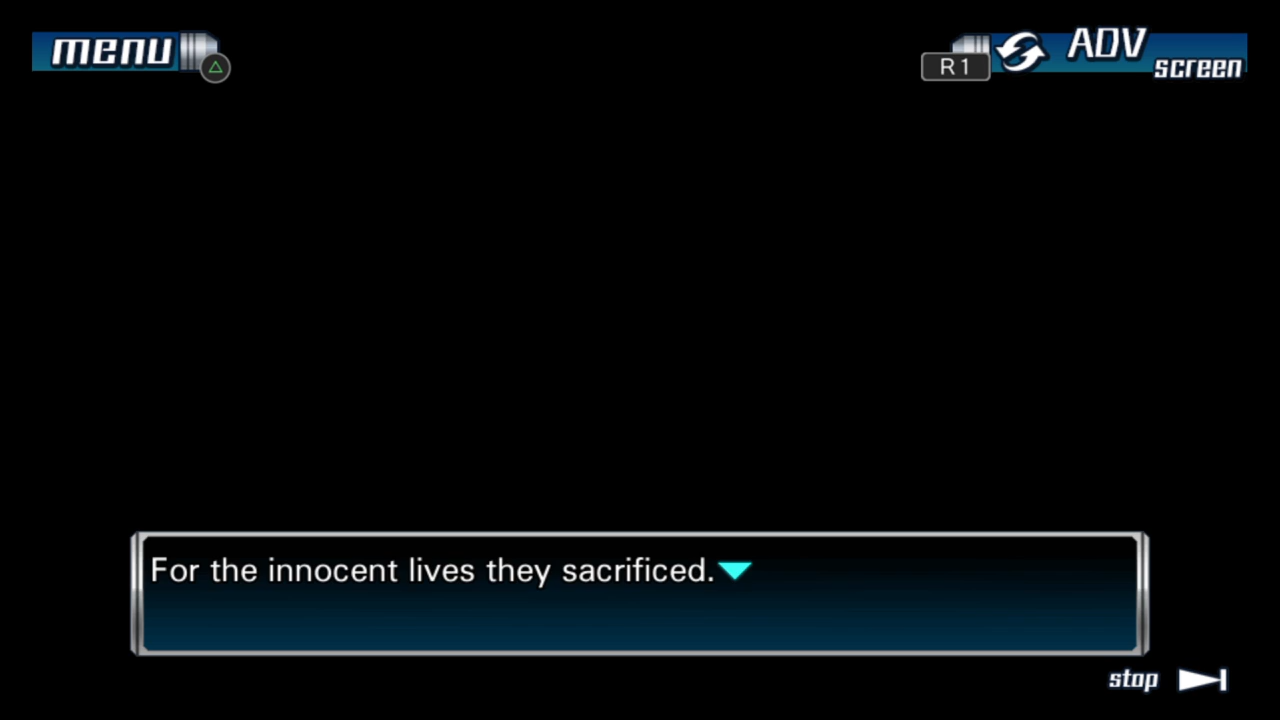 menu
R1
ADV
screen
For the innocent lives they sacrificed.
stop